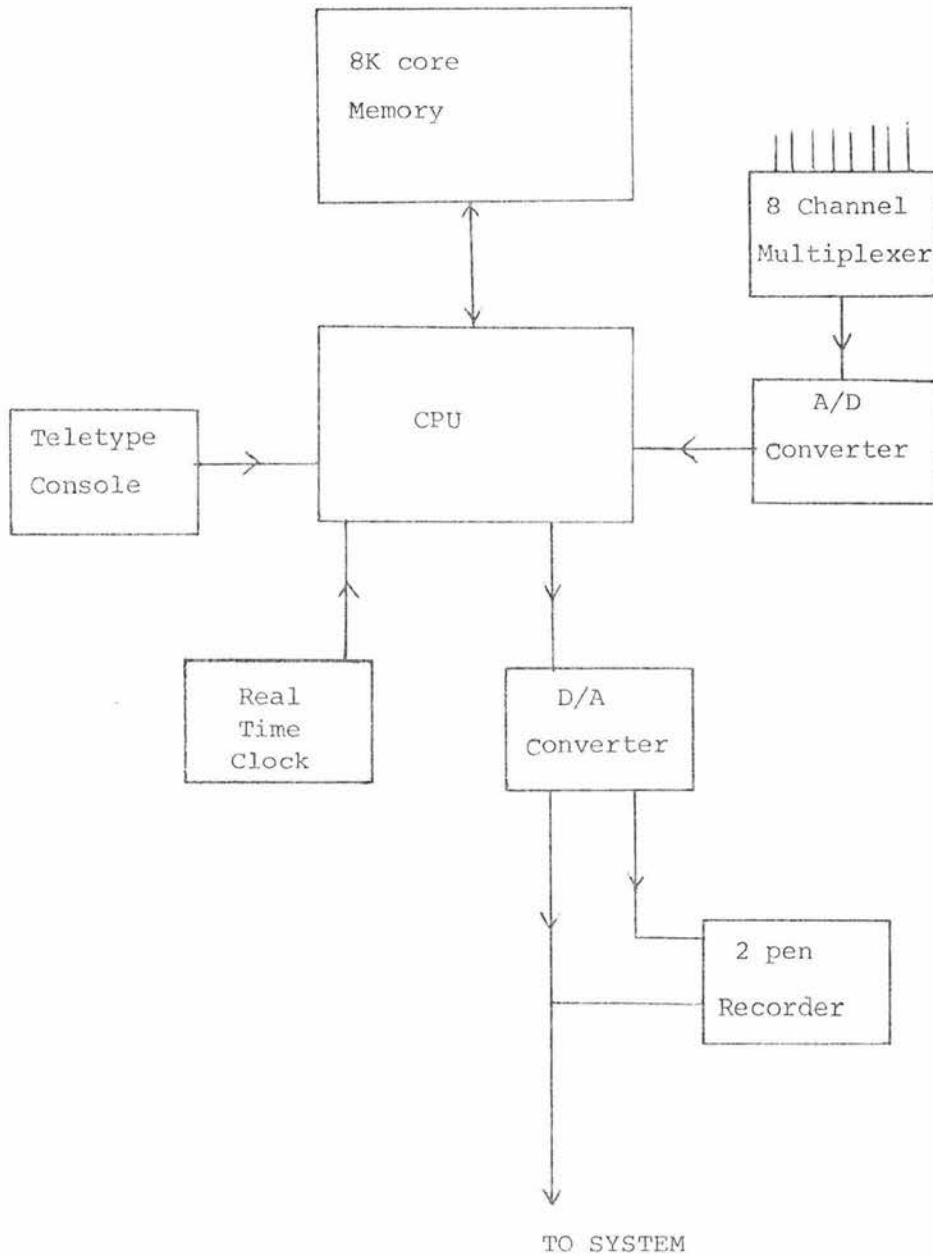 8K core
Memory
8 Channel
Multiplexer
CPU
A/D
Converter
Teletype
Console
Real
Time
Clock
D/A
Converter
2 pen
Recorder
TO SYSTEM